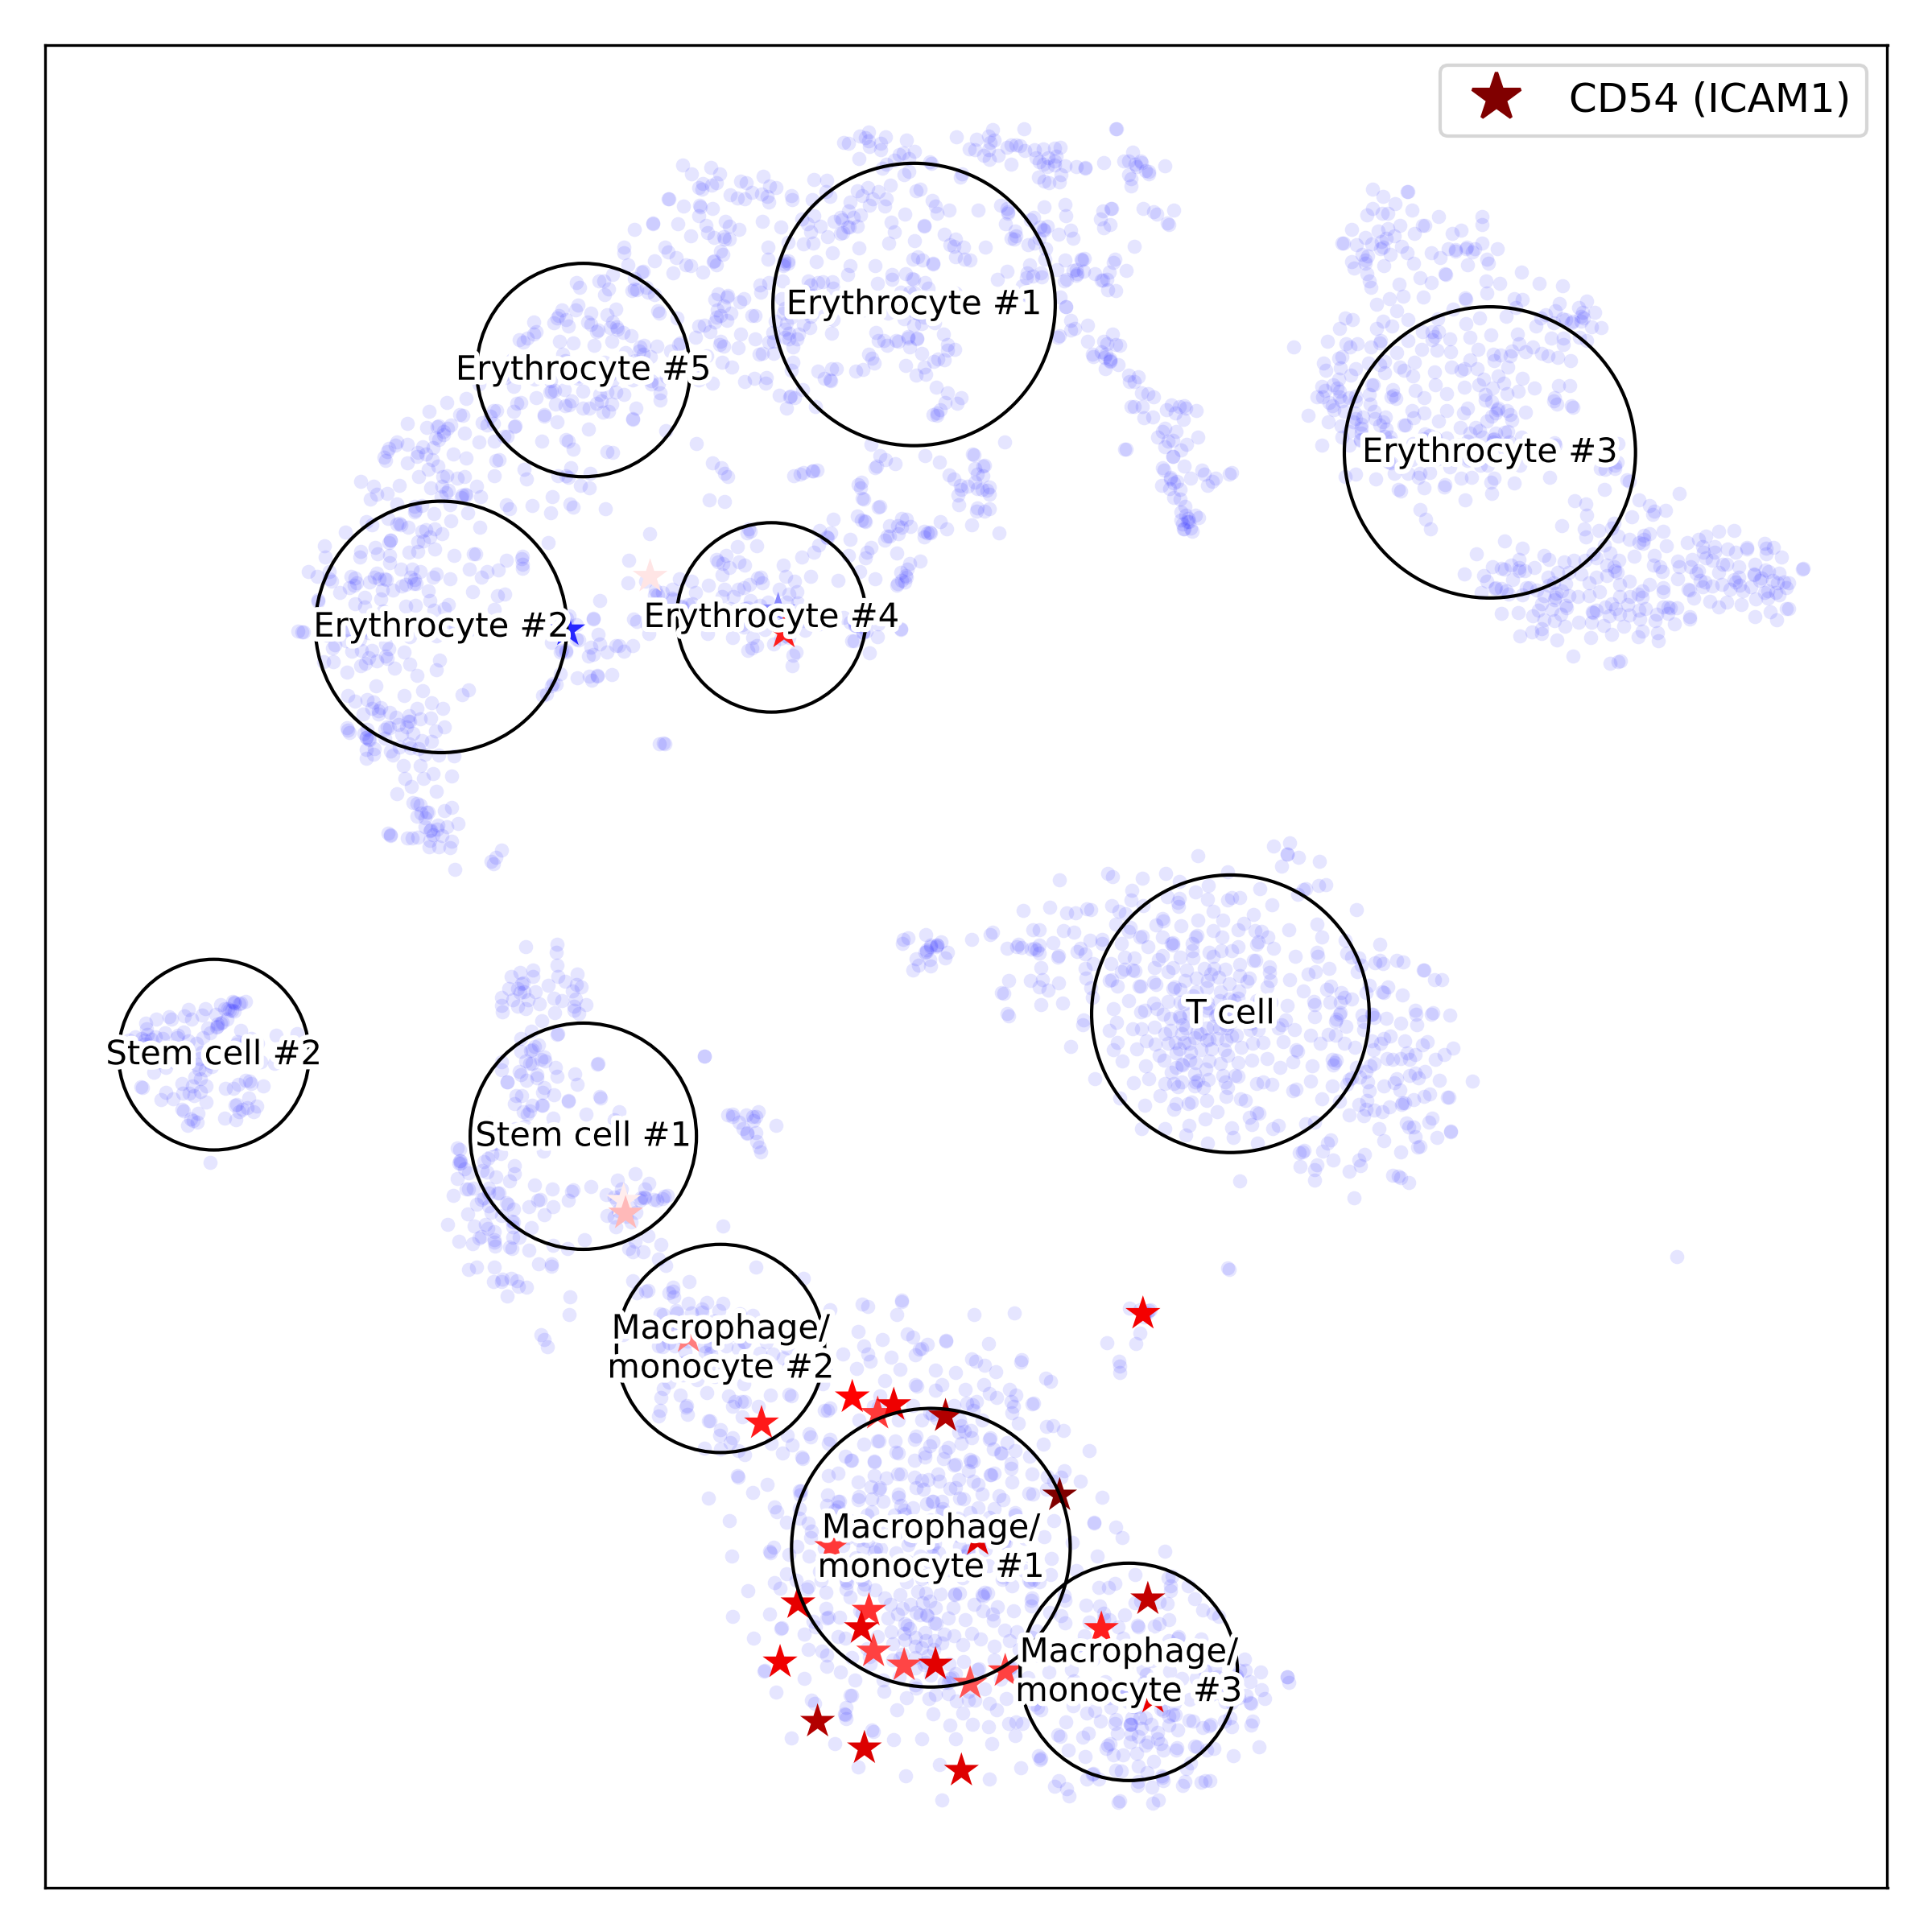 CD54 (ICAM1)
Erythrocyte #1
Erythrocyte #5
Erythrocyte #3
Erythrocyte #4
Erythrocyte #2
T cell
Stem cell #2
Stem cell #1
Macrophage/
monocyte #2
Macrophage/
monocyte #1
Macrophage/
monocyte #3